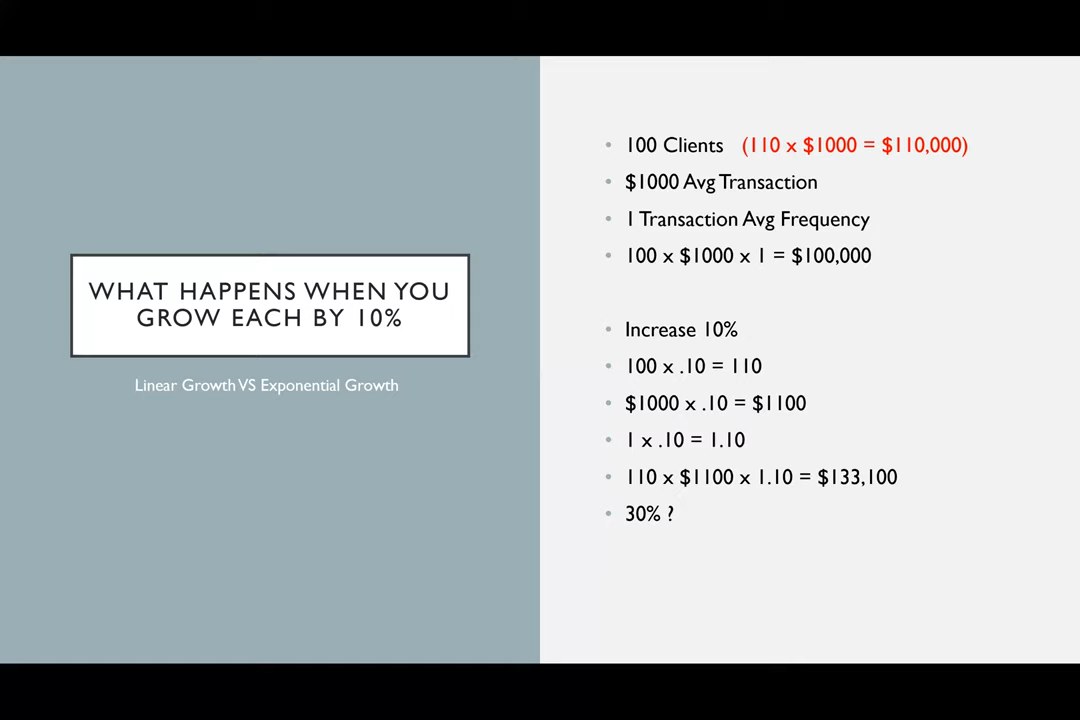 WHAT HAPPENS WHEN YOU
GROW EACH BY 10%
Linear Growth VS Exponential Growth
• 100 Clients (110 x $1000 = $110,000)
• $1000 Avg Transaction
• 1 Transaction Avg Frequency
• 100 x $1000 x 1 = $100,000
• Increase 10%
• 100 x .10 = 110
• $1000 x .10 = $1100
• 1 x .10 = 1.10
• 110 x $1100 x 1.10 = $133,100
• 30% ?